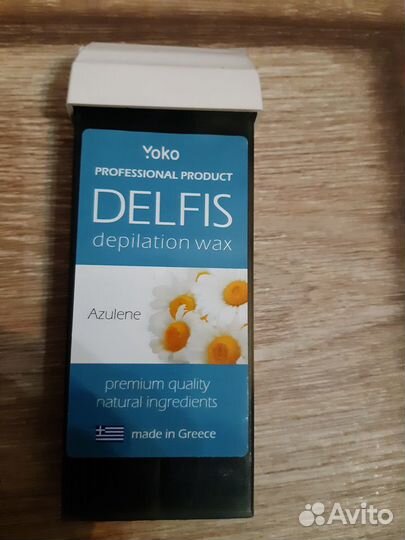 Yoko
PROFESSIONAL PRODUCT
DELFIS
depilation wax
Azulene
premium quality
natural ingredients
made in Greece
Avito